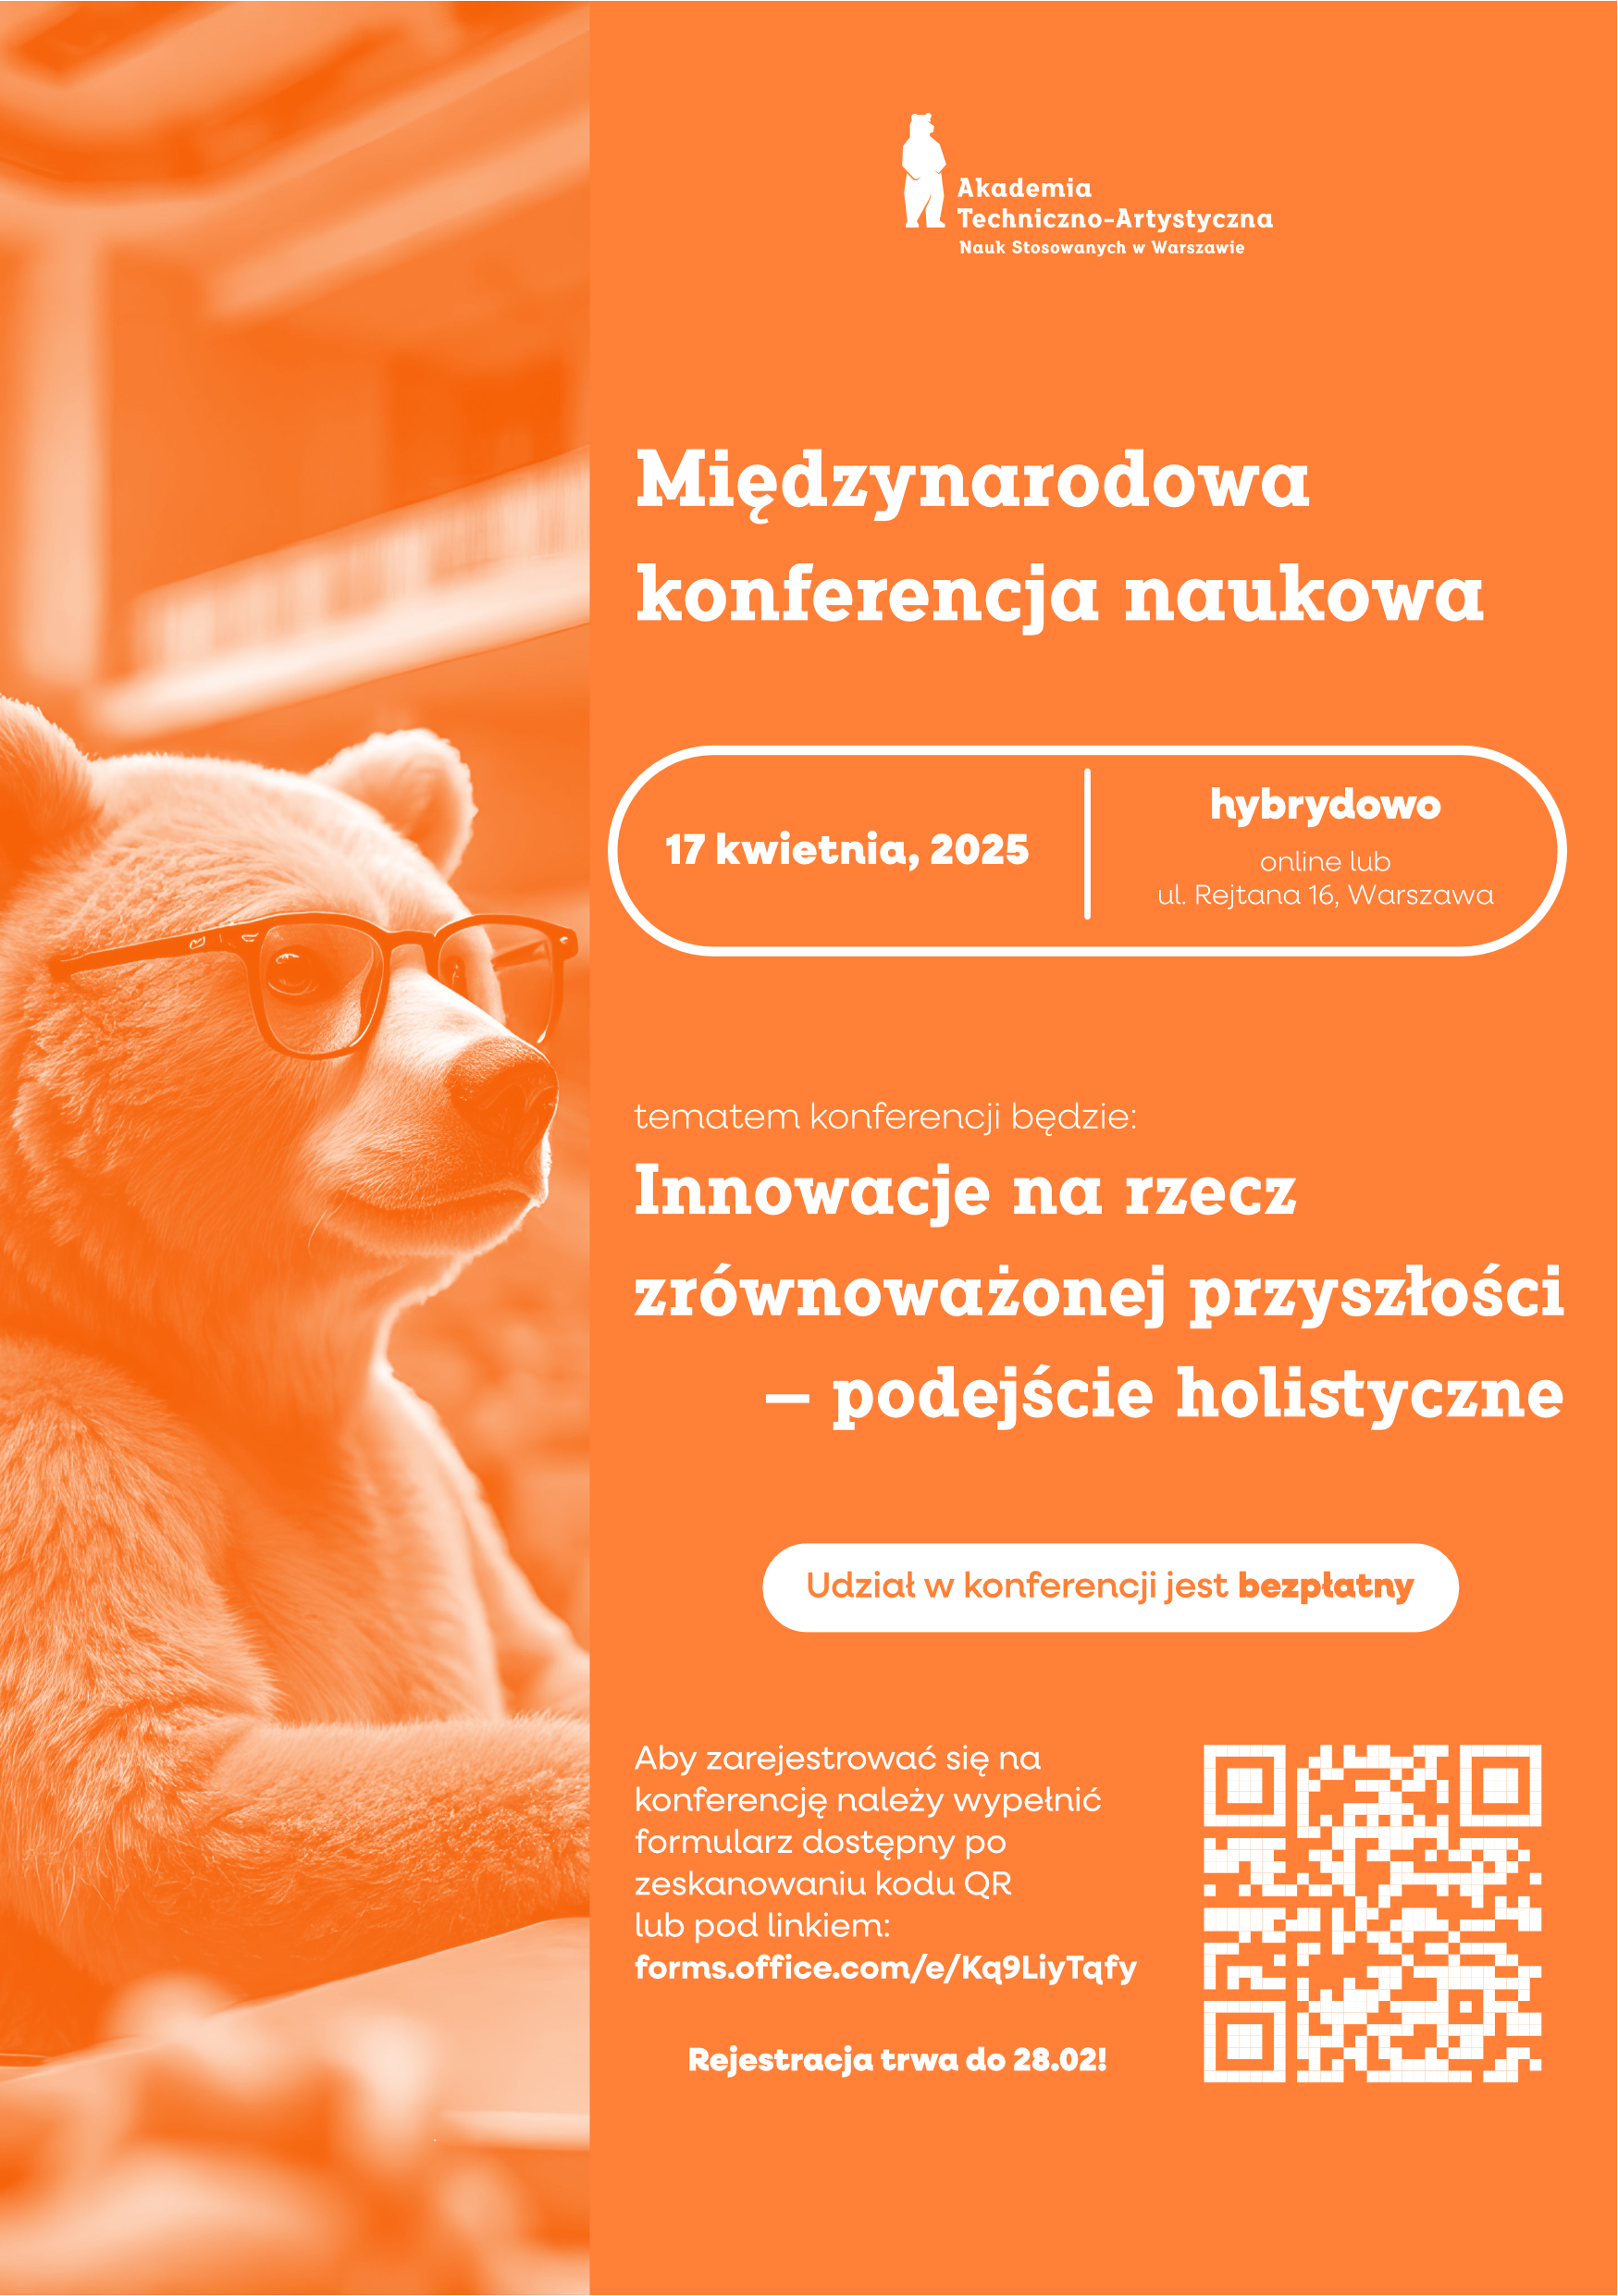 Akademia
Techniczno-Artystyczna
Nauk Stosowanych w Warszawie
Międzynarodowa
konferencja naukowa
17 kwietnia, 2025
hybrydowo
online lub
ul. Rejtana 16, Warszawa
tematem konferencji będzie:
Innowacje na rzecz
zrównoważonej przyszłości
– podejście holistyczne
Udział w konferencji jest bezpłatny
Aby zarejestrować się na
konferencję należy wypełnić
formularz dostępny po
zeskanowaniu kodu QR
lub pod linkiem:
forms.office.com/e/Kq9LiyTqfy
Rejestracja trwa do 28.02!